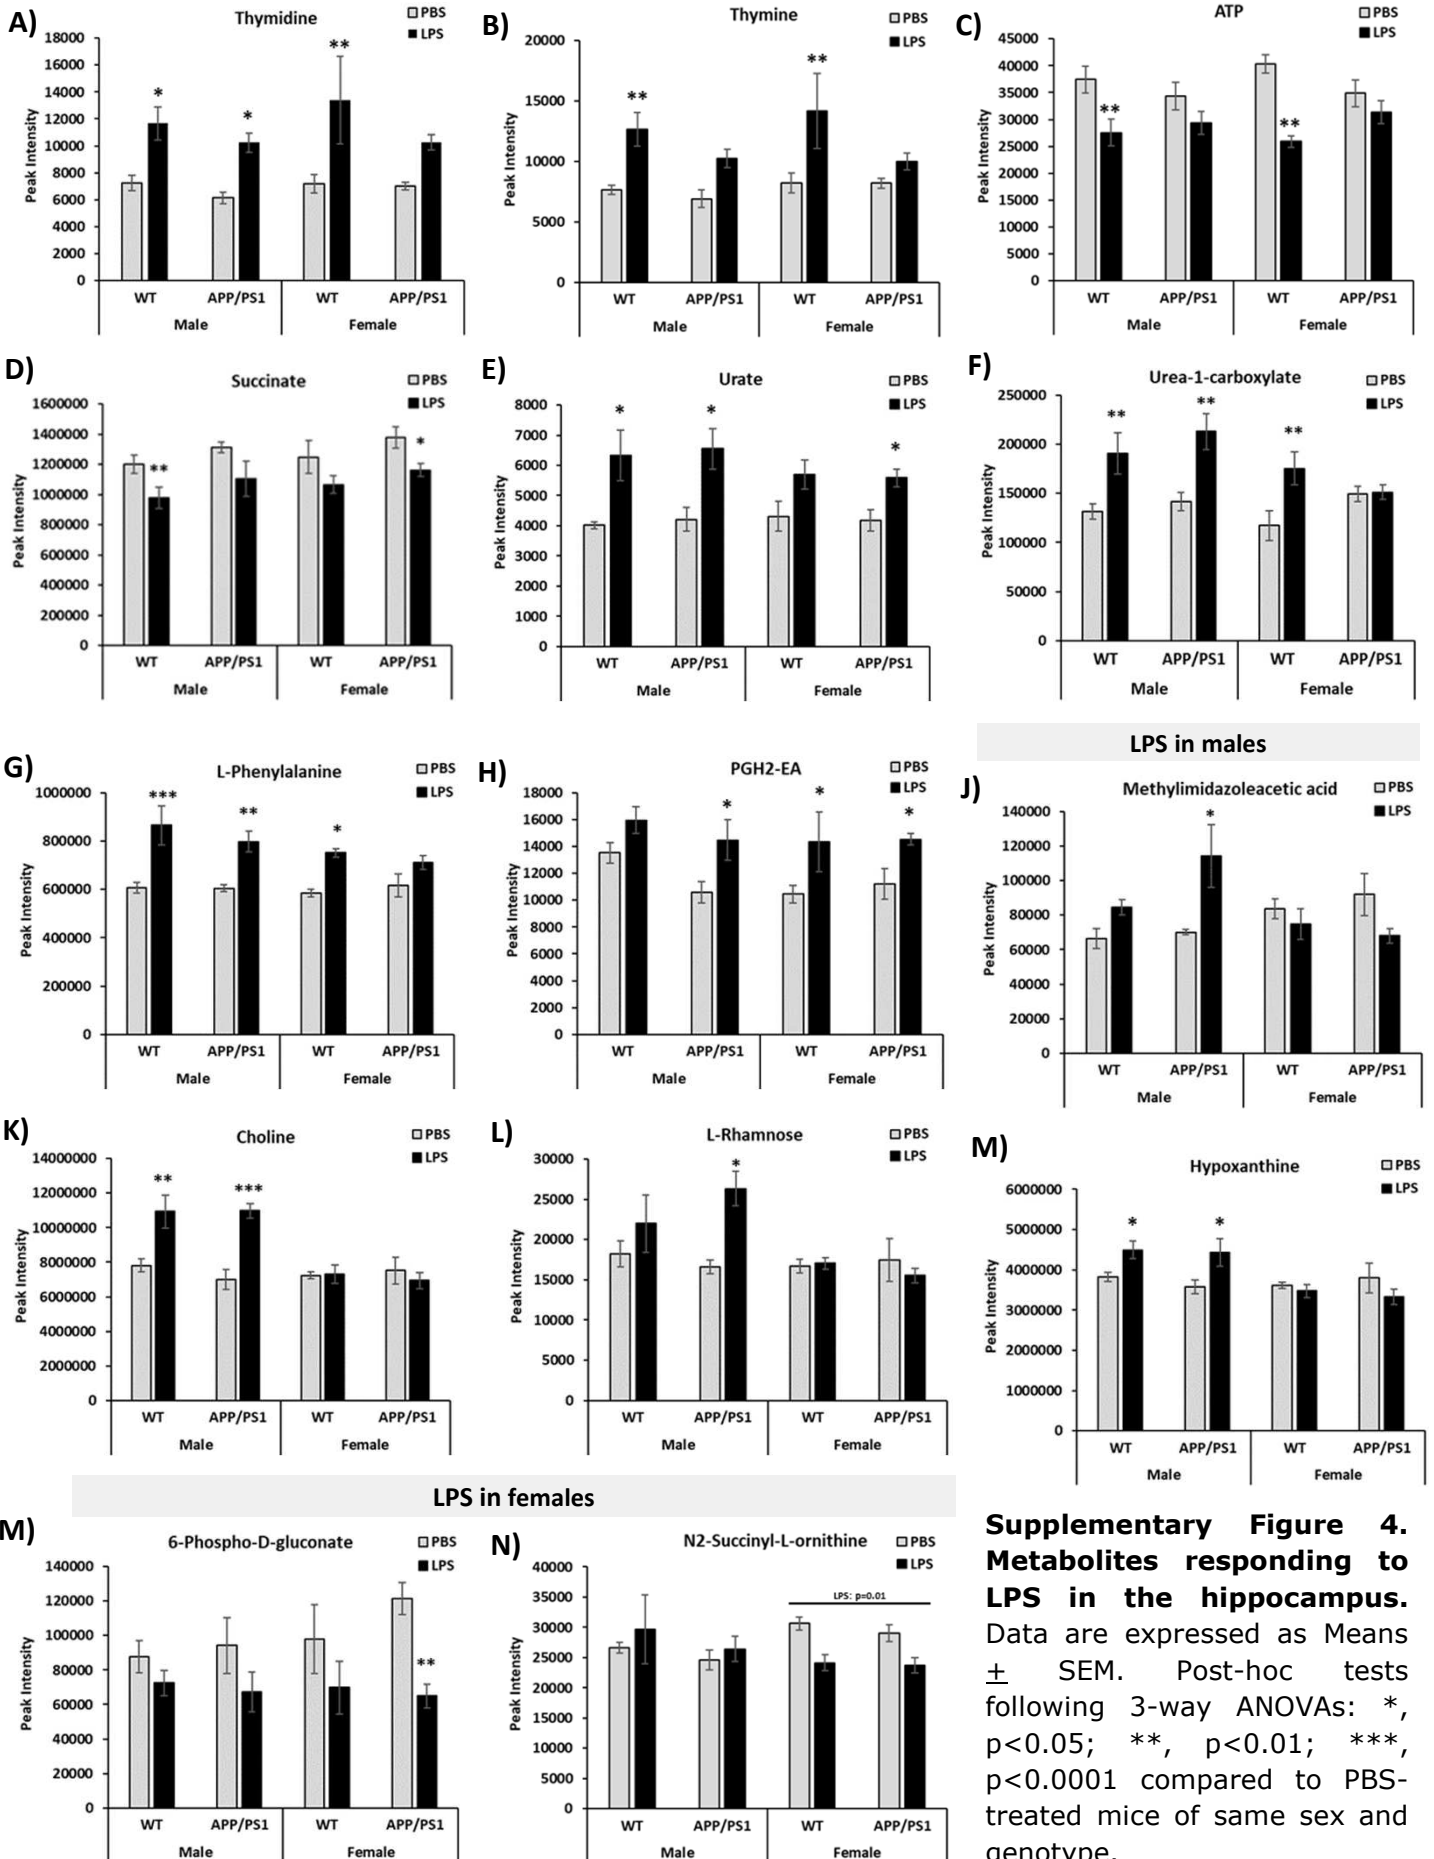 A)
Thymidine
PBS
LPS
Peak Intensity
18000
16000
14000
12000
10000
8000
6000
4000
2000
0
*
*
**
WT
APP/PS1
WT
APP/PS1
Male
Female
B)
Thymine
PBS
LPS
Peak Intensity
20000
15000
10000
5000
0
**
**
WT
APP/PS1
WT
APP/PS1
Male
Female
C)
ATP
PBS
LPS
Peak Intensity
45000
40000
35000
30000
25000
20000
15000
10000
5000
0
**
**
WT
APP/PS1
WT
APP/PS1
Male
Female
D)
Succinate
PBS
LPS
Peak Intensity
1600000
1400000
1200000
1000000
800000
600000
400000
200000
0
**
*
WT
APP/PS1
WT
APP/PS1
Male
Female
E)
Urate
PBS
LPS
Peak Intensity
8000
7000
6000
5000
4000
3000
2000
1000
0
*
*
*
WT
APP/PS1
WT
APP/PS1
Male
Female
F)
Urea-1-carboxylate
PBS
LPS
Peak Intensity
250000
200000
150000
100000
50000
0
**
**
**
WT
APP/PS1
WT
APP/PS1
Male
Female
G)
L-Phenylalanine
PBS
LPS
Peak Intensity
1000000
800000
600000
400000
200000
0
***
**
*
WT
APP/PS1
WT
APP/PS1
Male
Female
H)
PGH2-EA
PBS
LPS
Peak Intensity
18000
16000
14000
12000
10000
8000
6000
4000
2000
0
*
*
*
WT
APP/PS1
WT
APP/PS1
Male
Female
LPS in males
J)
Methylimidazoleacetic acid
PBS
LPS
Peak Intensity
140000
120000
100000
80000
60000
40000
20000
0
*
WT
APP/PS1
WT
APP/PS1
Male
Female
K)
Choline
PBS
LPS
Peak Intensity
14000000
12000000
10000000
8000000
6000000
4000000
2000000
0
**
***
WT
APP/PS1
WT
APP/PS1
Male
Female
L)
L-Rhamnose
PBS
LPS
Peak Intensity
30000
25000
20000
15000
10000
5000
0
*
WT
APP/PS1
WT
APP/PS1
Male
Female
M)
Hypoxanthine
PBS
LPS
Peak Intensity
6000000
5000000
4000000
3000000
2000000
1000000
0
*
*
WT
APP/PS1
WT
APP/PS1
Male
Female
LPS in females
M)
6-Phospho-D-gluconate
PBS
LPS
Peak Intensity
140000
120000
100000
80000
60000
40000
20000
0
**
WT
APP/PS1
WT
APP/PS1
Male
Female
N)
N2-Succinyl-L-ornithine
PBS
LPS
Peak Intensity
40000
35000
30000
25000
20000
15000
10000
5000
0
LPS: p=0.01
WT
APP/PS1
WT
APP/PS1
Male
Female
Supplementary Figure 4.
Metabolites responding to
LPS in the hippocampus.
Data are expressed as Means
± SEM. Post-hoc tests
following 3-way ANOVAs: *,
p<0.05; **, p<0.01; ***,
p<0.0001 compared to PBS-
treated mice of same sex and
genotype.